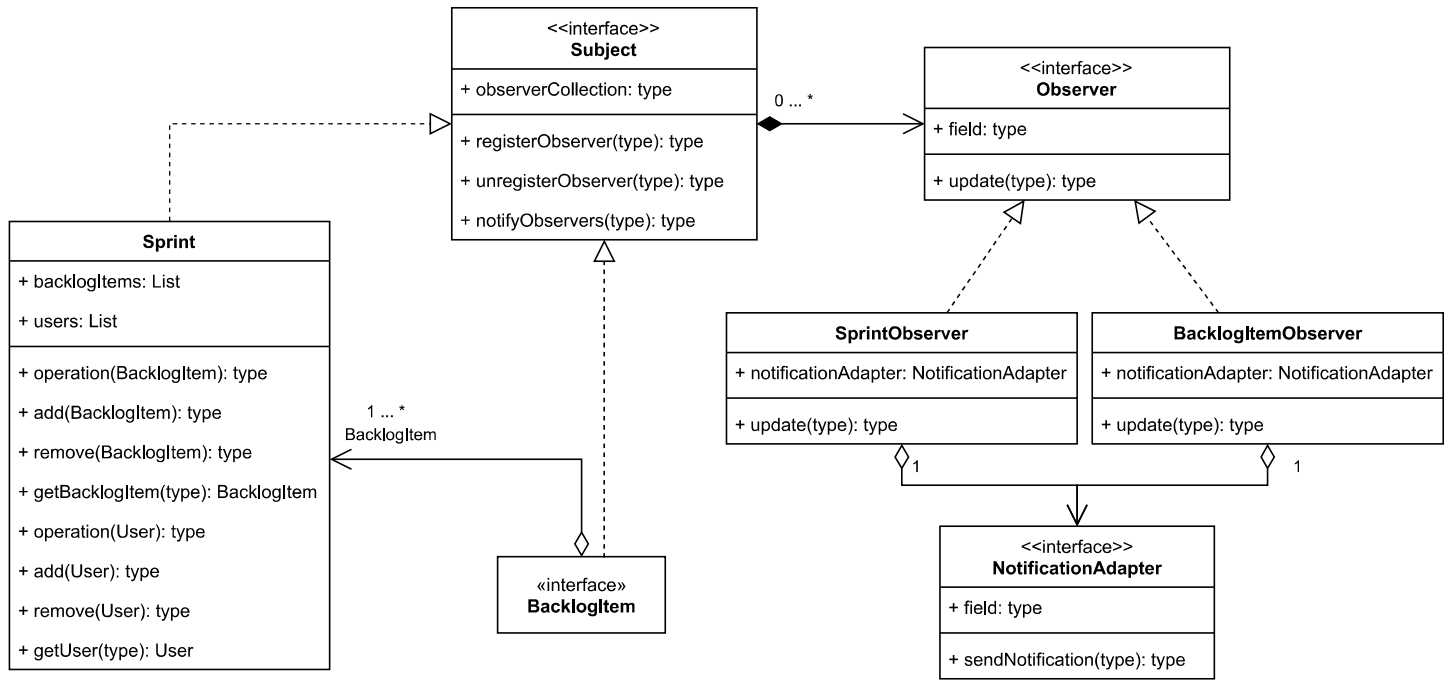 <<interface>>
Subject
+ observerCollection: type
+ registerObserver(type): type
+ unregisterObserver(type): type
+ notifyObservers(type): type
0 ... *
<<interface>>
Observer
+ field: type
+ update(type): type
Sprint
+ backlogItems: List
+ users: List
+ operation(BacklogItem): type
+ add(BacklogItem): type
+ remove(BacklogItem): type
+ getBacklogItem(type): BacklogItem
+ operation(User): type
+ add(User): type
+ remove(User): type
+ getUser(type): User
1 ... *
BacklogItem
«interface»
BacklogItem
SprintObserver
+ notificationAdapter: NotificationAdapter
+ update(type): type
1
BacklogItemObserver
+ notificationAdapter: NotificationAdapter
+ update(type): type
1
<<interface>>
NotificationAdapter
+ field: type
+ sendNotification(type): type